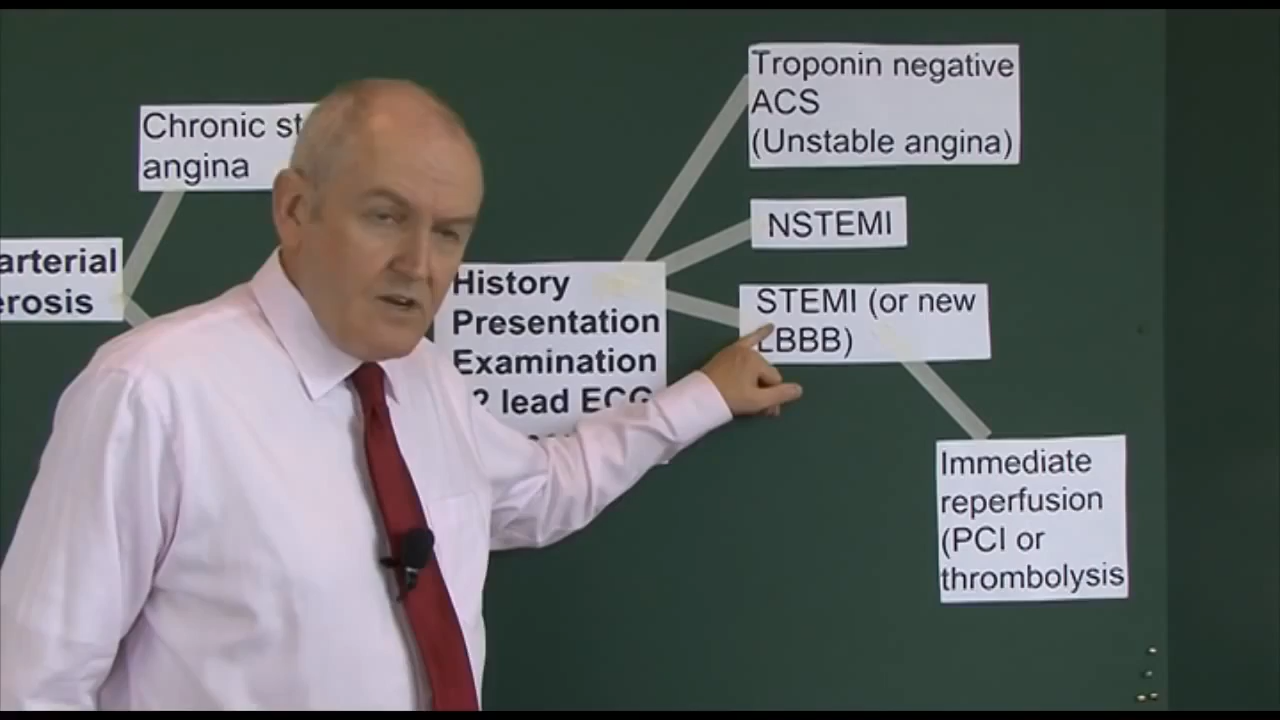 Chronic
angina
arterial
erosis
History
Presentation
Examination
lead ECG
Troponin negative
ACS
(Unstable angina)
NSTEMI
STEMI (or new
LBBB)
Immediate
reperfusion
(PCI or
thrombolysis